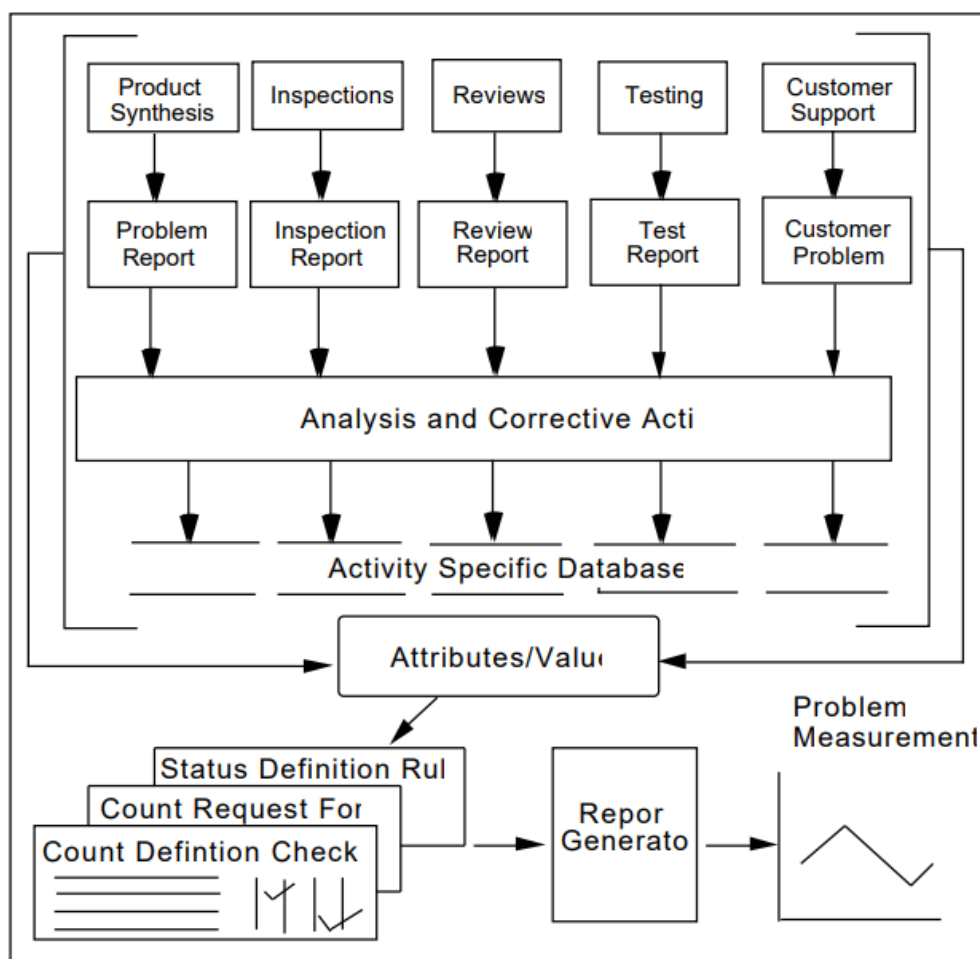 Product
Synthesis
Inspections
Reviews
Testing
Customer
Support
Problem
Report
Inspection
Report
Review
Report
Test
Report
Customer
Problem
Analysis and Corrective Acti
Activity Specific Database
Attributes/Value
Problem
Measurement
Status Definition Rul
Count Request For
Count Defintion Check
Repor
Generato